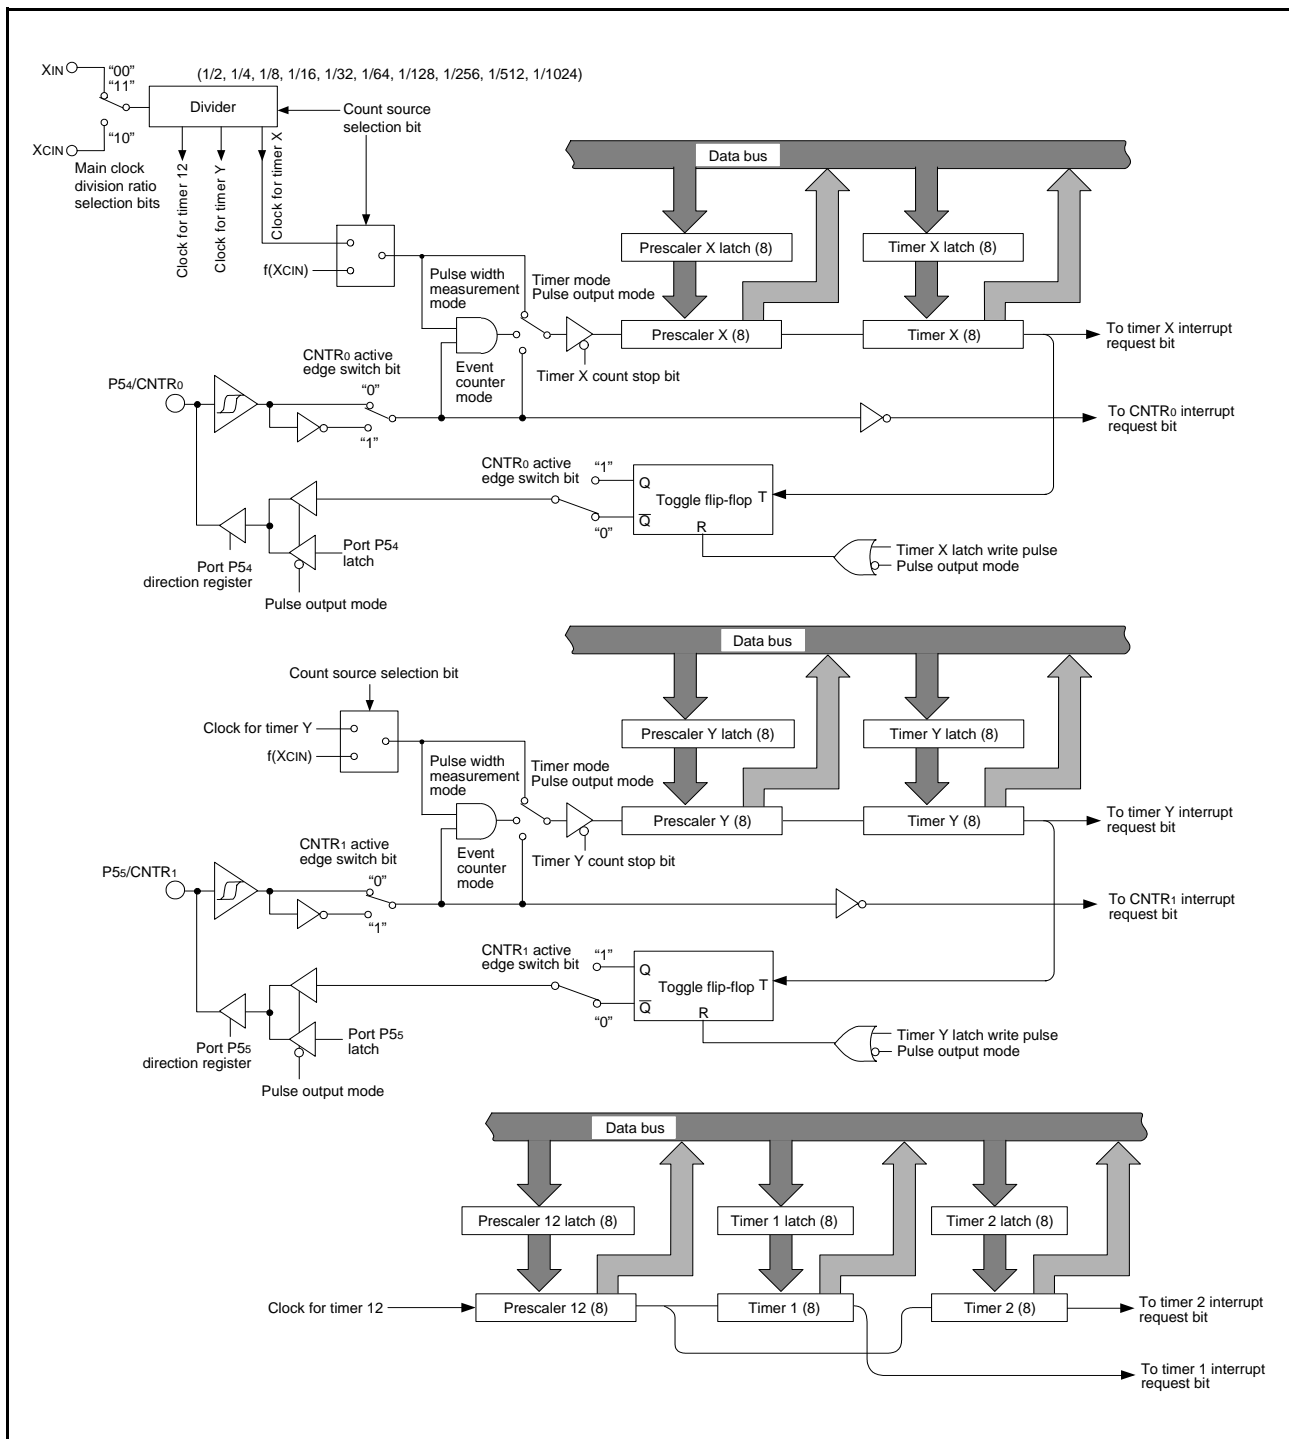 XIN
“00”
“11”
“10”
XCIN
Main clock
division ratio
selection bits
(1/2, 1/4, 1/8, 1/16, 1/32, 1/64, 1/128, 1/256, 1/512, 1/1024)
Divider
Count source
selection bit
Clock for timer 12
Clock for timer Y
Clock for timer X
f(XCIN)
Data bus
Prescaler X latch (8)
Timer X latch (8)
Pulse width
measurement
mode
Timer mode
Pulse output mode
Prescaler X (8)
Timer X (8)
To timer X interrupt
request bit
Event
counter
mode
Timer X count stop bit
CNTR0 active
edge switch bit
P54/CNTR0
“0”
“1”
To CNTR0 interrupt
request bit
CNTR0 active
edge switch bit
“1”
“0”
Q
Toggle flip-flop
T
Q
R
Port P54
latch
Port P54
direction register
Pulse output mode
Timer X latch write pulse
Pulse output mode
Data bus
Count source selection bit
Clock for timer Y
f(XCIN)
Prescaler Y latch (8)
Timer Y latch (8)
Pulse width
measurement
mode
Timer mode
Pulse output mode
Prescaler Y (8)
Timer Y (8)
To timer Y interrupt
request bit
Event
counter
mode
Timer Y count stop bit
CNTR1 active
edge switch bit
P55/CNTR1
“0”
“1”
To CNTR1 interrupt
request bit
CNTR1 active
edge switch bit
“1”
“0”
Q
Toggle flip-flop
T
Q
R
Port P55
latch
Port P55
direction register
Pulse output mode
Timer Y latch write pulse
Pulse output mode
Data bus
Prescaler 12 latch (8)
Timer 1 latch (8)
Timer 2 latch (8)
Clock for timer 12
Prescaler 12 (8)
Timer 1 (8)
Timer 2 (8)
To timer 2 interrupt
request bit
To timer 1 interrupt
request bit